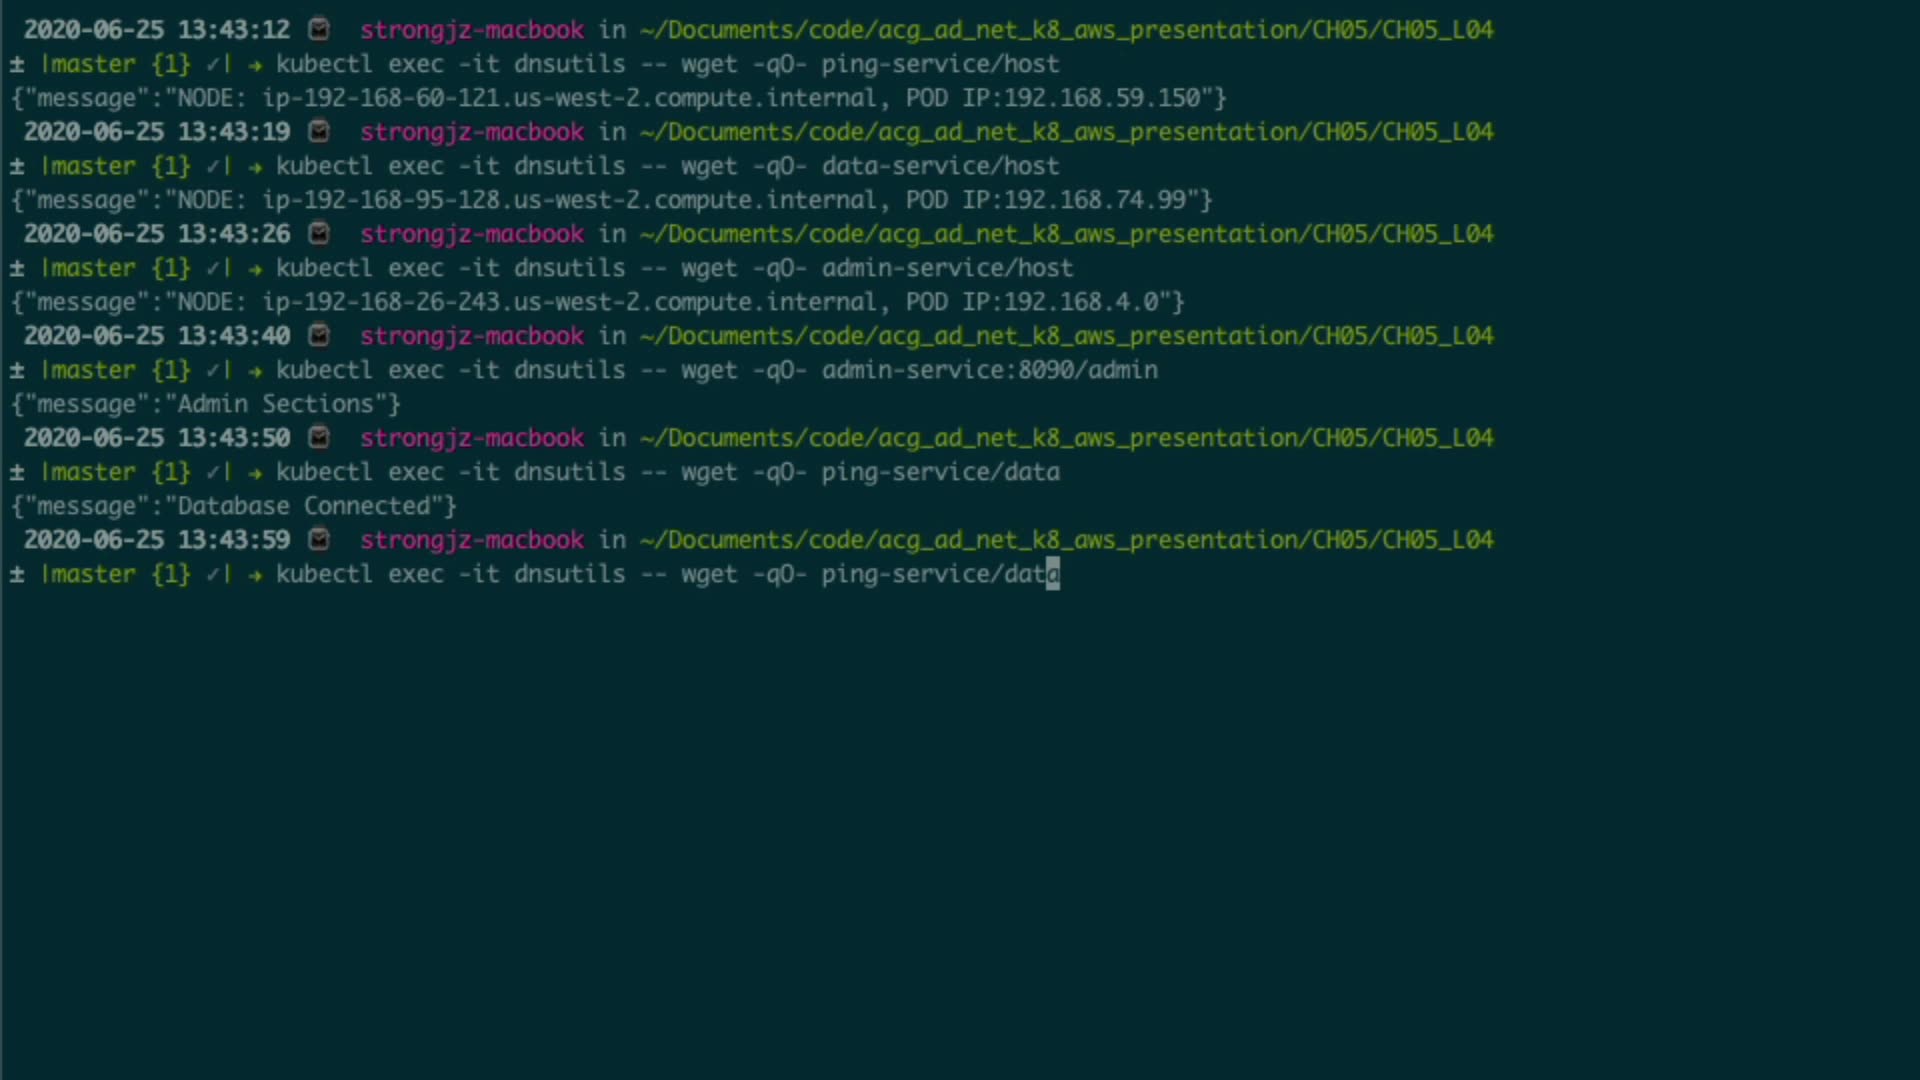 2020-06-25 13:43:12 strongjz-macbook in ~/Documents/code/acg_ad_net_k8_aws_presentation/CH05/CH05_L04
± |master {1} ✓| → kubectl exec -it dnsutils -- wget -qO- ping-service/host
{"message":"NODE: ip-192-168-60-121.us-west-2.compute.internal, POD IP:192.168.59.150"}
2020-06-25 13:43:19 strongjz-macbook in ~/Documents/code/acg_ad_net_k8_aws_presentation/CH05/CH05_L04
± |master {1} ✓| → kubectl exec -it dnsutils -- wget -qO- data-service/host
{"message":"NODE: ip-192-168-95-128.us-west-2.compute.internal, POD IP:192.168.74.99"}
2020-06-25 13:43:26 strongjz-macbook in ~/Documents/code/acg_ad_net_k8_aws_presentation/CH05/CH05_L04
± |master {1} ✓| → kubectl exec -it dnsutils -- wget -qO- admin-service/host
{"message":"NODE: ip-192-168-26-243.us-west-2.compute.internal, POD IP:192.168.4.0"}
2020-06-25 13:43:40 strongjz-macbook in ~/Documents/code/acg_ad_net_k8_aws_presentation/CH05/CH05_L04
± |master {1} ✓| → kubectl exec -it dnsutils -- wget -qO- admin-service:8090/admin
{"message":"Admin Sections"}
2020-06-25 13:43:50 strongjz-macbook in ~/Documents/code/acg_ad_net_k8_aws_presentation/CH05/CH05_L04
± |master {1} ✓| → kubectl exec -it dnsutils -- wget -qO- ping-service/data
{"message":"Database Connected"}
2020-06-25 13:43:59 strongjz-macbook in ~/Documents/code/acg_ad_net_k8_aws_presentation/CH05/CH05_L04
± |master {1} ✓| → kubectl exec -it dnsutils -- wget -qO- ping-service/data